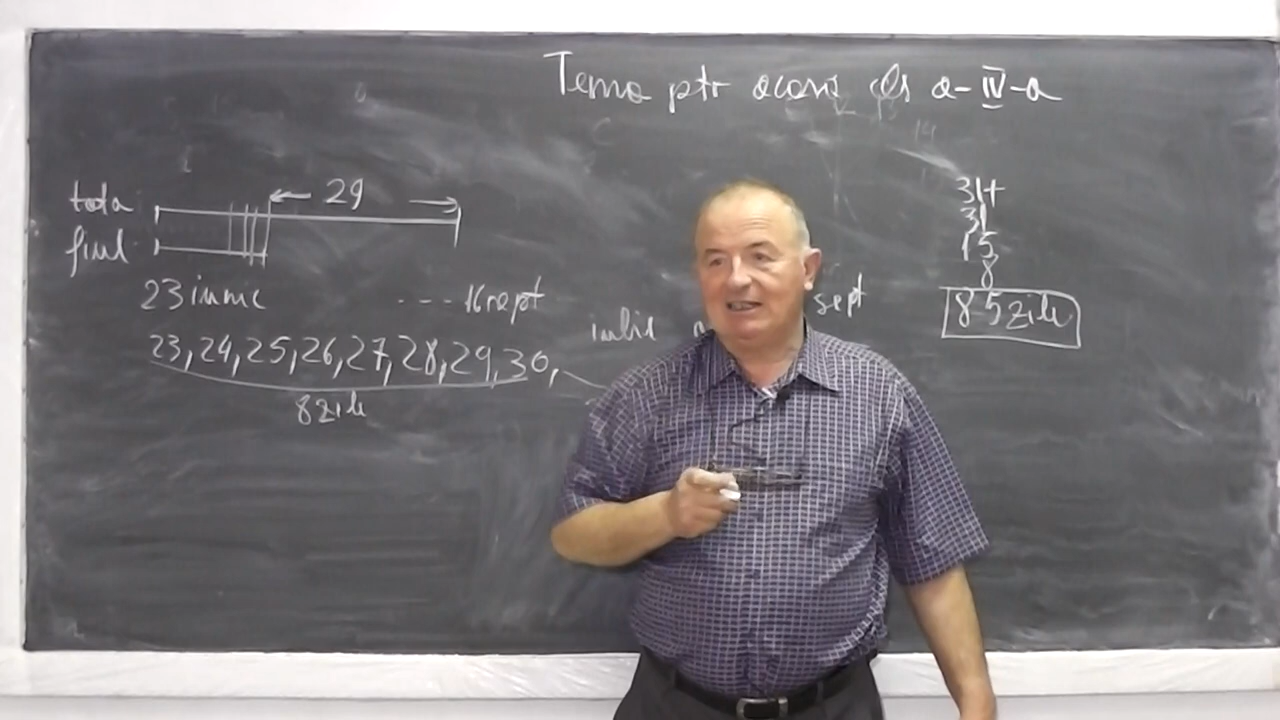 Tema ptr acasă cls a-IV-a
tata
29
fiul
23 iunie --- 16 sept
23, 24, 25, 26, 27, 28, 29, 30,
8 zile
iulie
sept
31+
31
15
8
85 zile